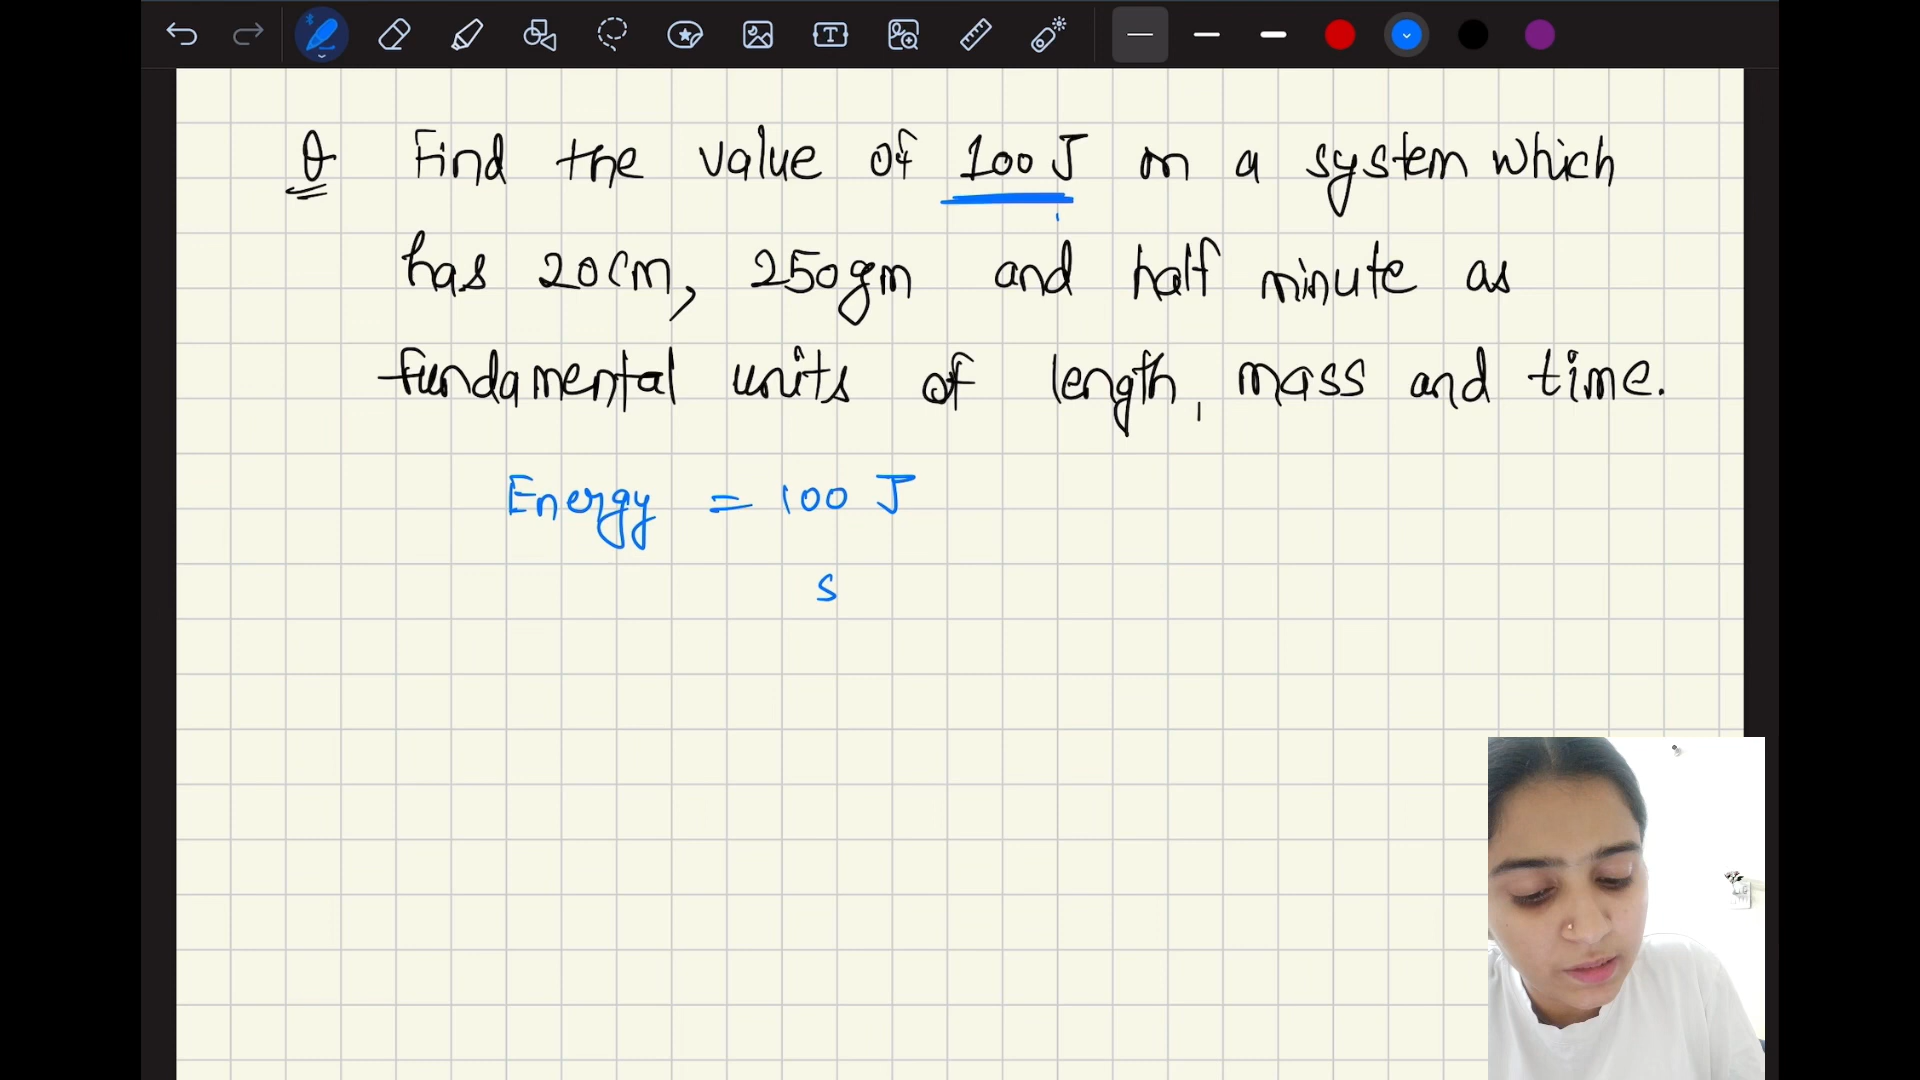 Q Find the value of 100 J on a system which
has 20cm, 250gm and half minute as
fundamental units of length, mass and time.
Energy = 100 J
S